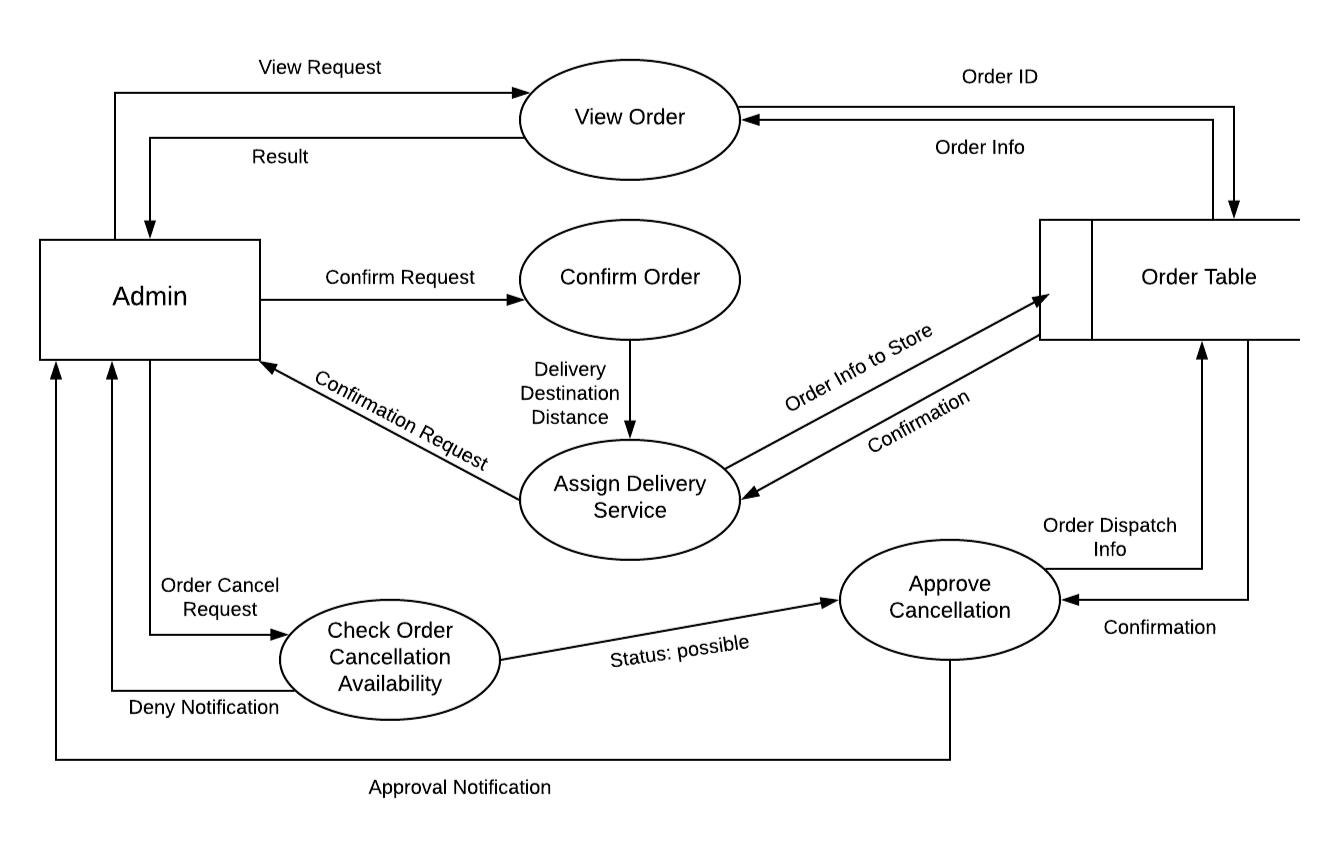 View Request
Order ID
View Order
Order Info
Result
Confirm Request
Confirm Order
Order Table
Admin
Order Info to Store
Delivery
Destination
Distance
Confirmation Request
Confirmation
Assign Delivery
Service
Order Dispatch
Info
Order Cancel
Request
Approve
Cancellation
Check Order
Cancellation
Availability
Status: possible
Confirmation
Deny Notification
Approval Notification